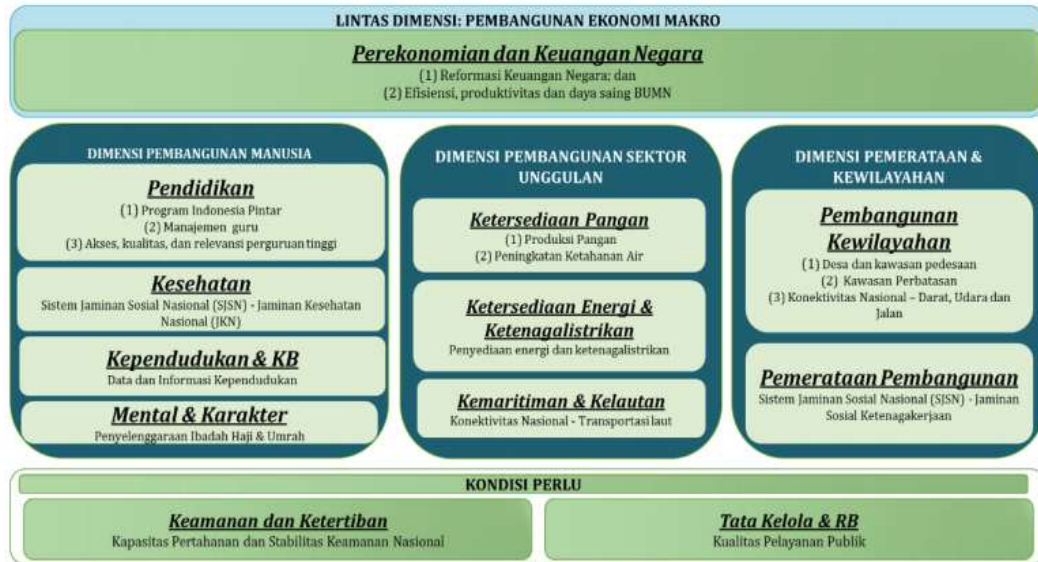 LINTAS DIMENSI: PEMBANGUNAN EKONOMI MAKRO
Perekonomian dan Keuangan Negara
(1) Reformasi Keuangan Negara; dan
(2) Efisiensi, produktivitas dan daya saing BUMN
DIMENSI PEMBANGUNAN MANUSIA
Pendidikan
(1) Program Indonesia Pintar
(2) Manajemen guru
(3) Akses, kualitas, dan relevansi perguruan tinggi
Kesehatan
Sistem Jaminan Sosial Nasional (SJSN) - Jaminan Kesehatan
Nasional (JKN)
Kependudukan & KB
Data dan Informasi Kependudukan
Mental & Karakter
Penyelenggaraan Ibadah Haji & Umrah
DIMENSI PEMBANGUNAN SEKTOR
UNGGULAN
Ketersediaan Pangan
(1) Produksi Pangan
(2) Peningkatan Ketahanan Air
Ketersediaan Energi &
Ketenagalistrikan
Penyediaan energi dan ketenagalistrikan
Kemaritiman & Kelautan
Konektivitas Nasional - Transportasi laut
DIMENSI PEMERATAAN &
KEWILAYAHAN
Pembangunan
Kewilayahan
(1) Desa dan kawasan pedesaan
(2) Kawasan Perbatasan
(3) Konektivitas Nasional – Darat, Udara dan
Jalan
Pemerataan Pembangunan
Sistem Jaminan Sosial Nasional (SJSN) - Jaminan
Sosial Ketenagakerjaan
KONDISI PERLU
Keamanan dan Ketertiban
Kapasitas Pertahanan dan Stabilitas Keamanan Nasional
Tata Kelola & RB
Kualitas Pelayanan Publik